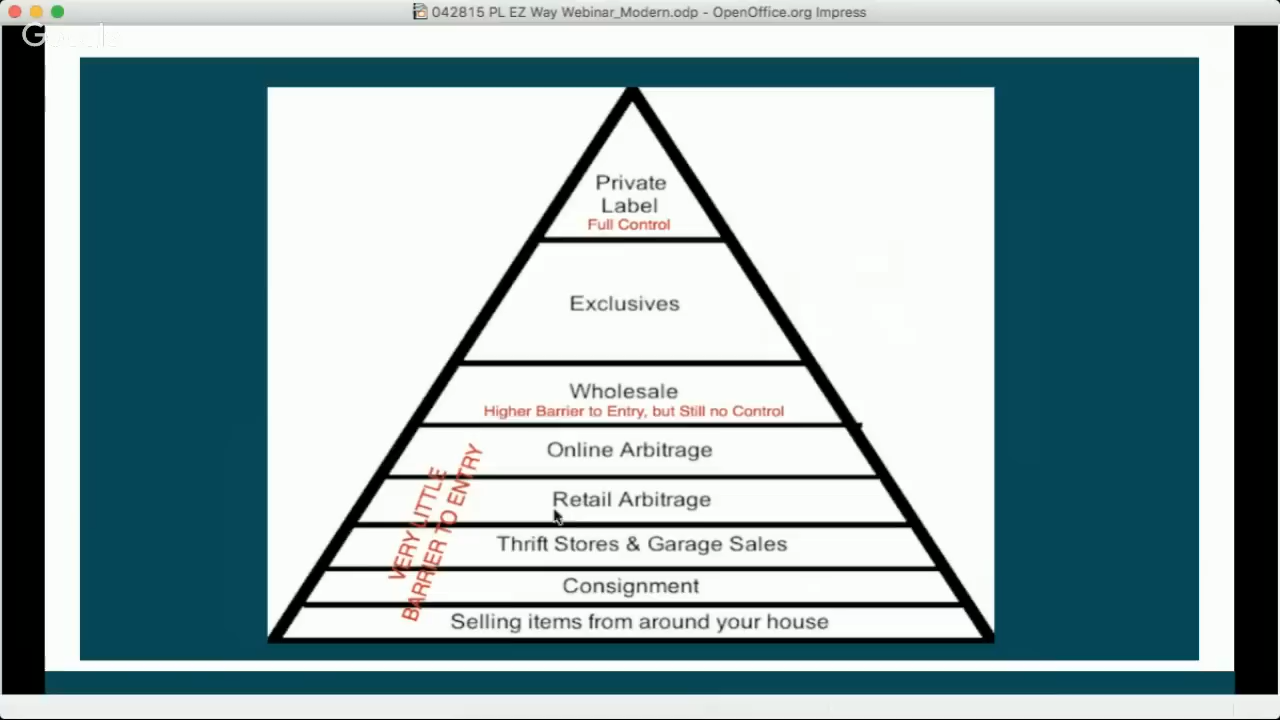 042815 PL EZ Way Webinar_Modern.odp - OpenOffice.org Impress
Google
Private
Label
Full Control
Exclusives
Wholesale
Higher Barrier to Entry, but Still no Control
Online Arbitrage
Retail Arbitrage
Thrift Stores & Garage Sales
Consignment
Selling items from around your house
VERY LITTLE
BARRIER TO ENTRY